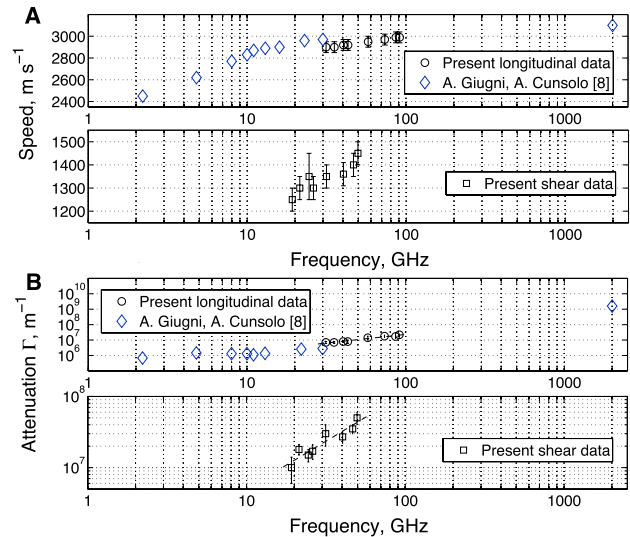 A
3000
2800
2600
2400
Speed, m s⁻¹
Present longitudinal data
A. Giugni, A. Cunsolo [8]
1500
1400
1300
1200
Present shear data
1 10 100 1000
Frequency, GHz
B
10¹⁰
10⁹
10⁸
10⁷
10⁶
Attenuation Γ, m⁻¹
Present longitudinal data
A. Giugni, A. Cunsolo [8]
1 10 100 1000
10⁸
10⁷
Present shear data
1 10 100 1000
Frequency, GHz